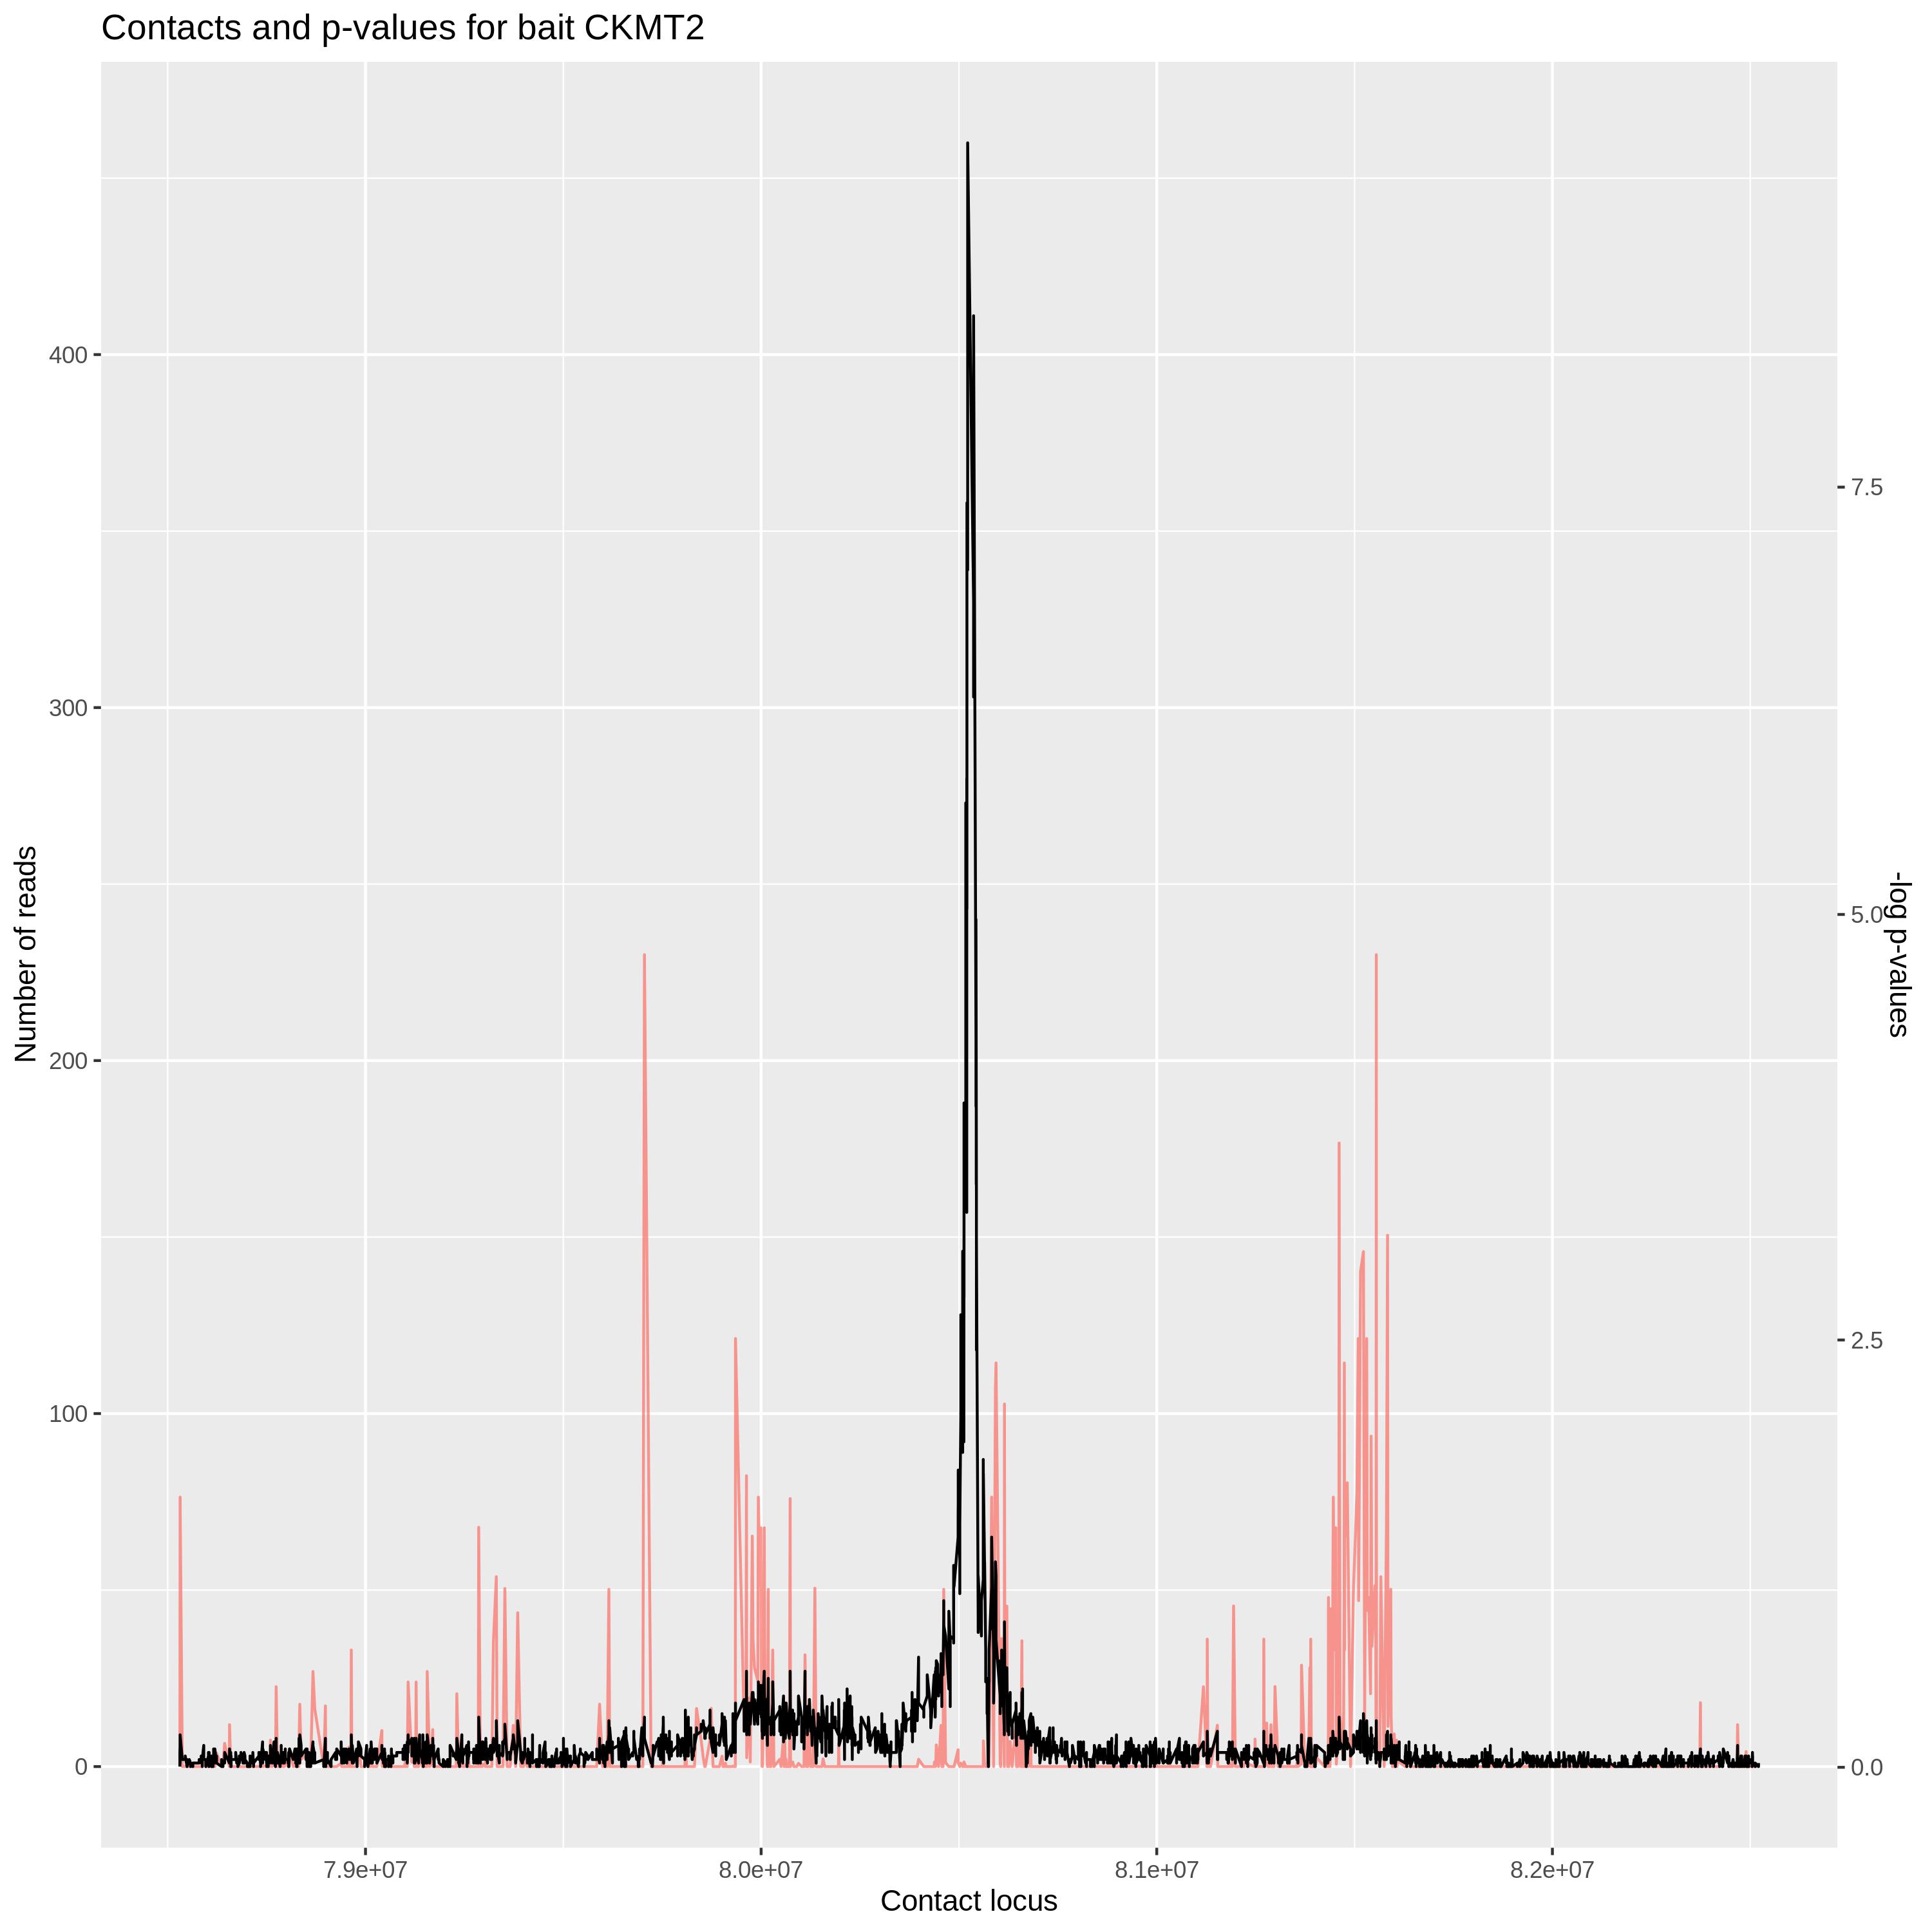 Contacts and p-values for bait CKMT2
Number of reads
400
300
200
100
0
7.5
5.0
2.5
0.0
-log p-values
7.9e+07
8.0e+07
8.1e+07
8.2e+07
Contact locus